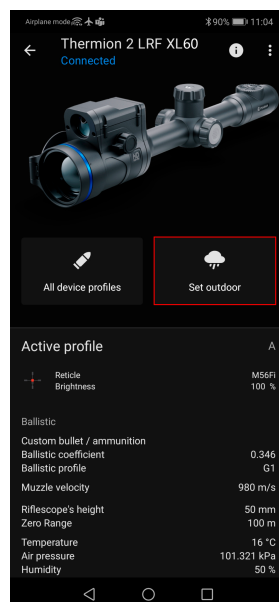 Airplane mode 90% 11:04
Thermion 2 LRF XL60
Connected
All device profiles
Set outdoor
Active profile A
Reticle M56Fi
Brightness 100 %
Ballistic
Custom bullet / ammunition
Ballistic coefficient 0.346
Ballistic profile G1
Muzzle velocity 980 m/s
Riflescope's height 50 mm
Zero Range 100 m
Temperature 16 °C
Air pressure 101.321 kPa
Humidity 50 %